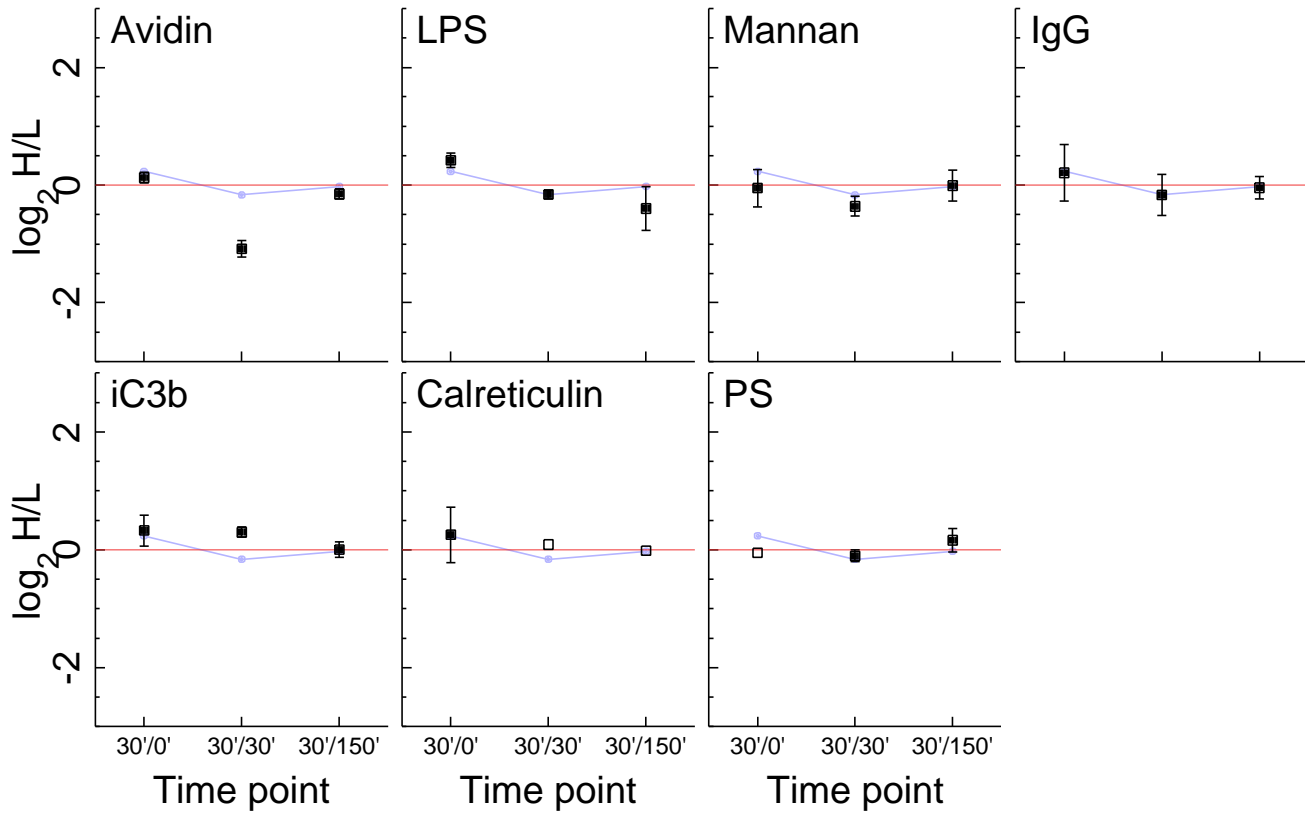 Avidin LPS Mannan IgG
2
0
-2
log2 H/L
iC3b Calreticulin PS
2
0
-2
log2 H/L
30'/0' 30'/30' 30'/150' 30'/0' 30'/30' 30'/150' 30'/0' 30'/30' 30'/150'
Time point Time point Time point